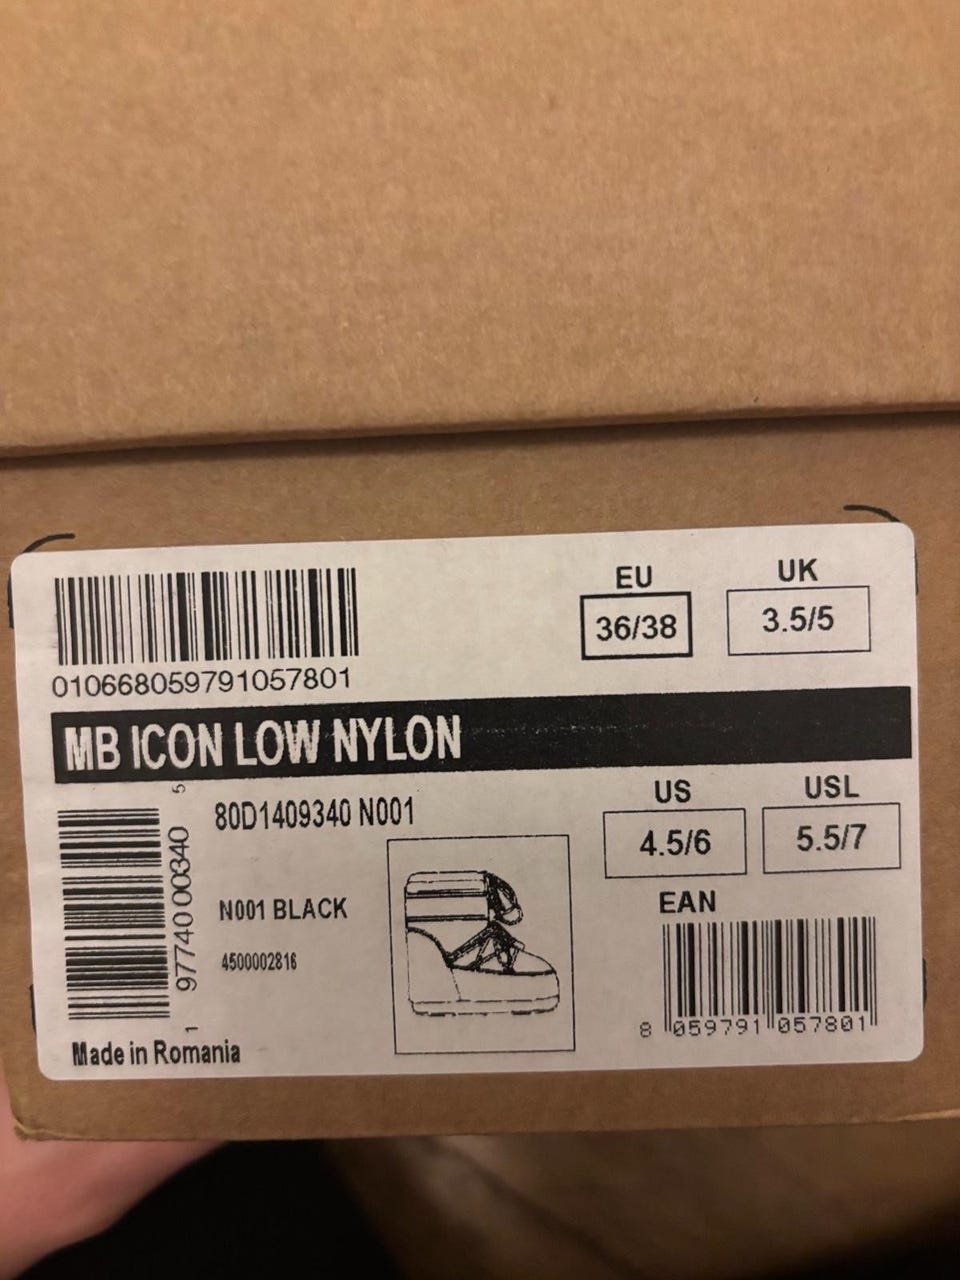 EU
UK
36/38
3.5/5
010668059791057801
MB ICON LOW NYLON
US
USL
80D1409340 N001
4.5/6
5.5/7
5 97740 00340 1
N001 BLACK
EAN
4500002816
8 059791 057801
Made in Romania